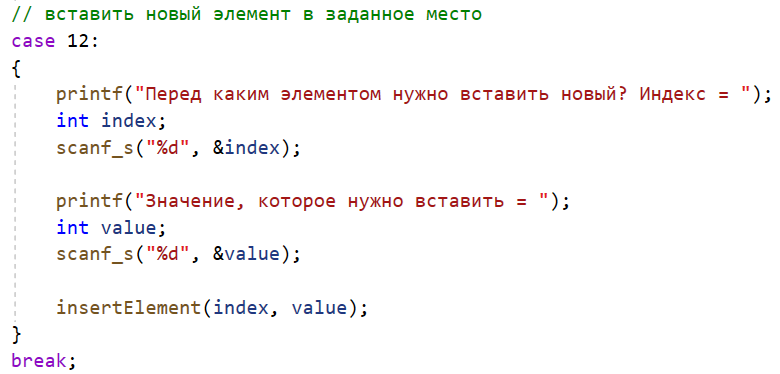 // вставить новый элемент в заданное место
case 12:
{
    printf("Перед каким элементом нужно вставить новый? Индекс = ");
    int index;
    scanf_s("%d", &index);

    printf("Значение, которое нужно вставить = ");
    int value;
    scanf_s("%d", &value);

    insertElement(index, value);
}
break;